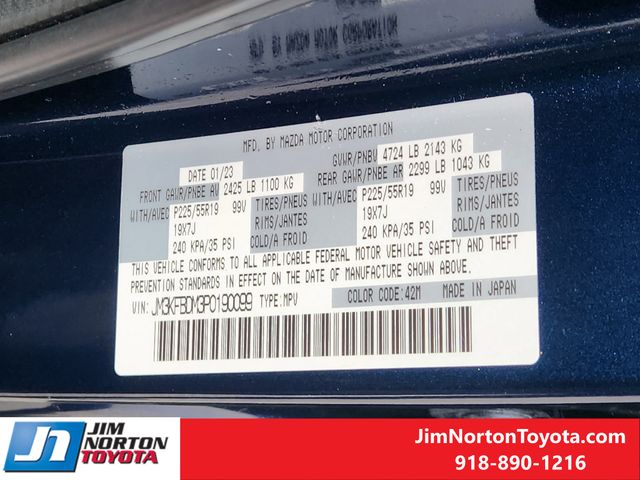 MFD. BY MAZDA MOTOR CORPORATION
DATE 01/23
GVWR/PNBV 4724 LB 2143 KG
FRONT GAWR/PNBE AV 2425 LB 1100 KG
REAR GAWR/PNBE AR 2299 LB 1043 KG
WITH/AVEC P225/55R19 99V TIRES/PNEUS
19X7J RIMS/JANTES
240 KPA/35 PSI COLD/A FROID
WITH/AVEC P225/55R19 99V TIRES/PNEUS
19X7J RIMS/JANTES
240 KPA/35 PSI COLD/A FROID
THIS VEHICLE CONFORMS TO ALL APPLICABLE FEDERAL MOTOR VEHICLE SAFETY AND THEFT
PREVENTION STANDARDS IN EFFECT ON THE DATE OF MANUFACTURE SHOWN ABOVE.
VIN: JM3KFBDM3P0190099 TYPE: MPV
COLOR CODE: 42M MADE IN JAPAN
JN JIM
NORTON
TOYOTA
JimNortonToyota.com
918-890-1216